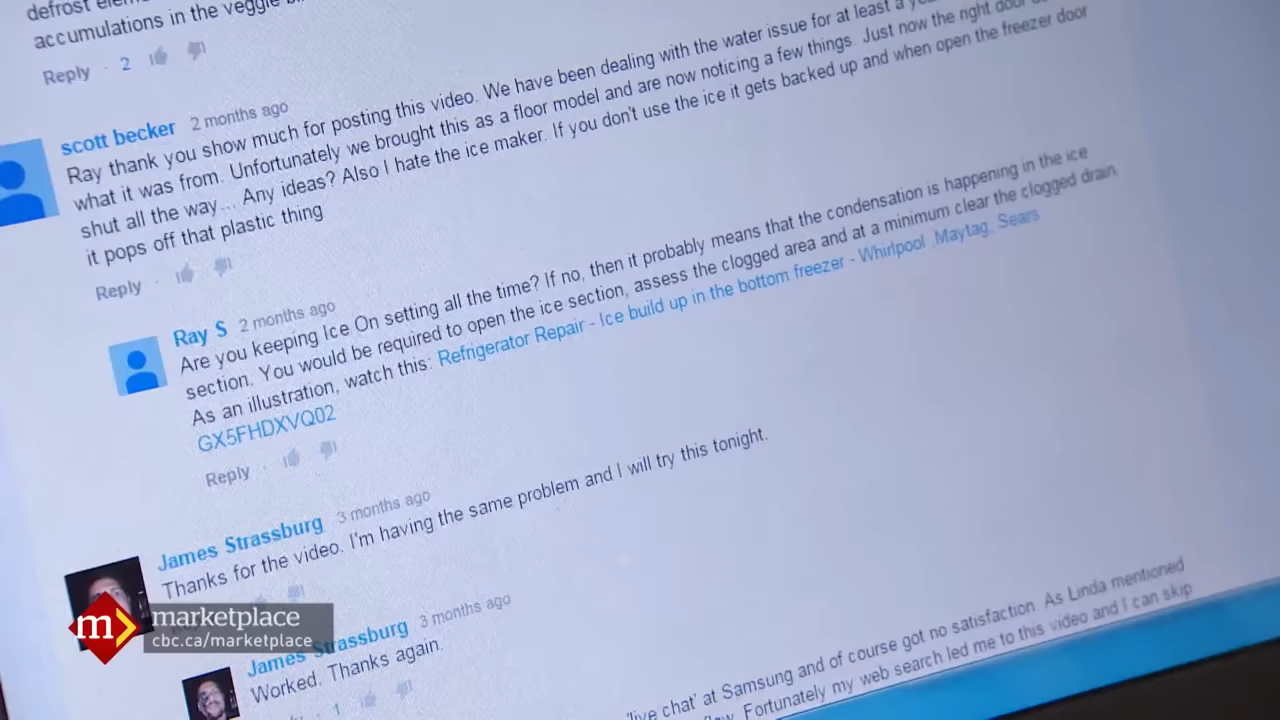 defrost
accumulations in the veggie
Reply · 2
scott becker 2 months ago
Ray thank you show much for posting this video. We have been dealing with the water issue for at least a
what it was from. Unfortunately we brought this as a floor model and are now noticing a few things. Just now the right door
shut all the way... Any ideas? Also I hate the ice maker. If you don't use the ice it gets backed up and when open the freezer door
it pops off that plastic thing
Reply ·
Ray S 2 months ago
Are you keeping Ice On setting all the time? If no, then it probably means that the condensation is happening in the ice
section. You would be required to open the ice section, assess the clogged area and at a minimum clear the clogged drain.
As an illustration, watch this: Refrigerator Repair - Ice build up in the bottom freezer - Whirlpool ,Maytag, Sears
GX5FHDXVQ02
Reply ·
James Strassburg 3 months ago
Thanks for the video. I'm having the same problem and I will try this tonight.
James Strassburg 3 months ago
Worked. Thanks again.
1
'live chat' at Samsung and of course got no satisfaction. As Linda mentioned
Fortunately my web search led me to this video and I can skip
m
marketplace
cbc.ca/marketplace